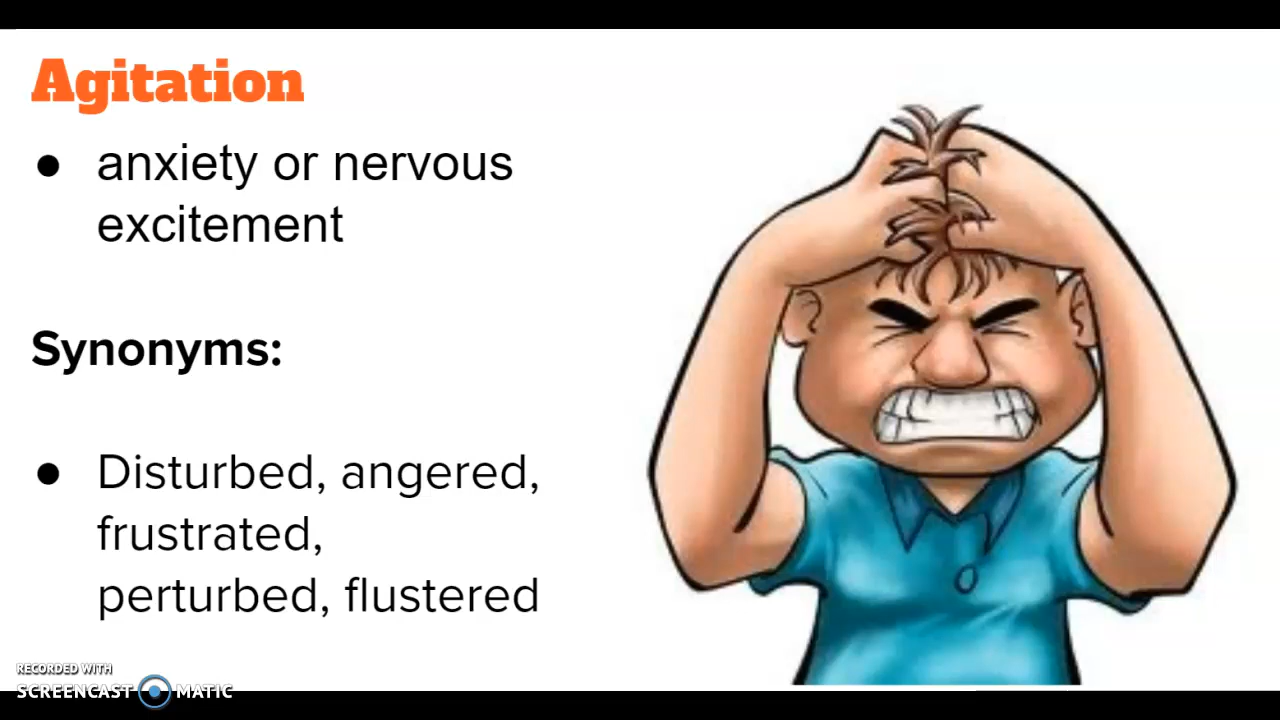 Agitation
● anxiety or nervous
excitement
Synonyms:
● Disturbed, angered,
frustrated,
perturbed, flustered
RECORDED WITH
SCREENCAST MATIC